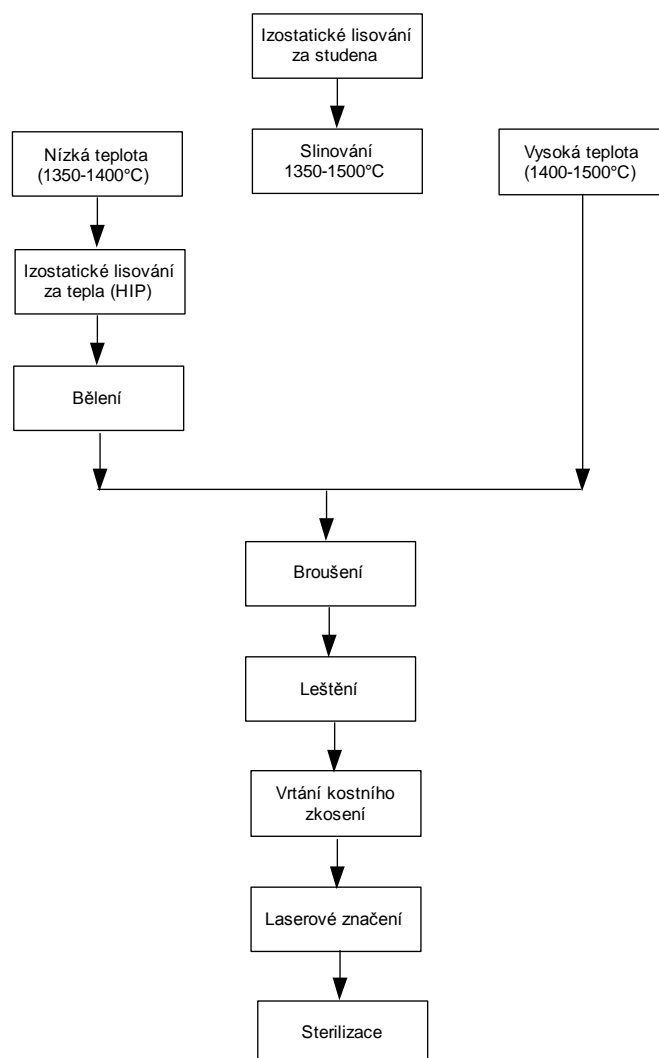 Izostatické lisování
za studena
Nízká teplota
(1350-1400°C)
Slinování
1350-1500°C
Vysoká teplota
(1400-1500°C)
Izostatické lisování
za tepla (HIP)
Bělení
Broušení
Leštění
Vrtání kostního
zkosení
Laserové značení
Sterilizace